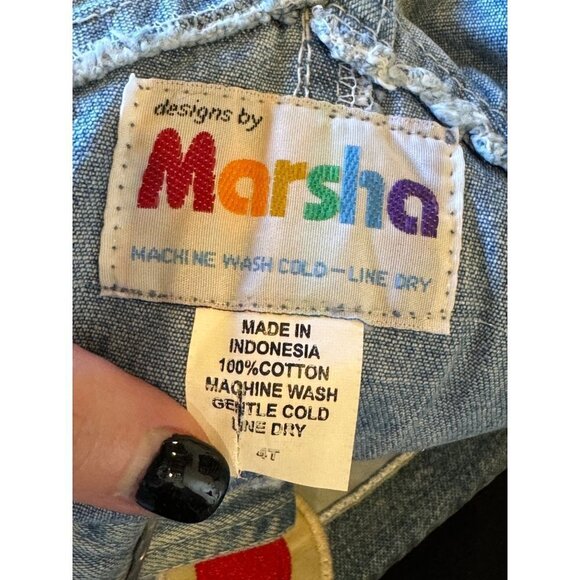 designs by
Marsha
MACHINE WASH COLD-LINE DRY
MADE IN
INDONESIA
100%COTTON
MACHINE WASH
GENTLE COLD
LINE DRY
4T